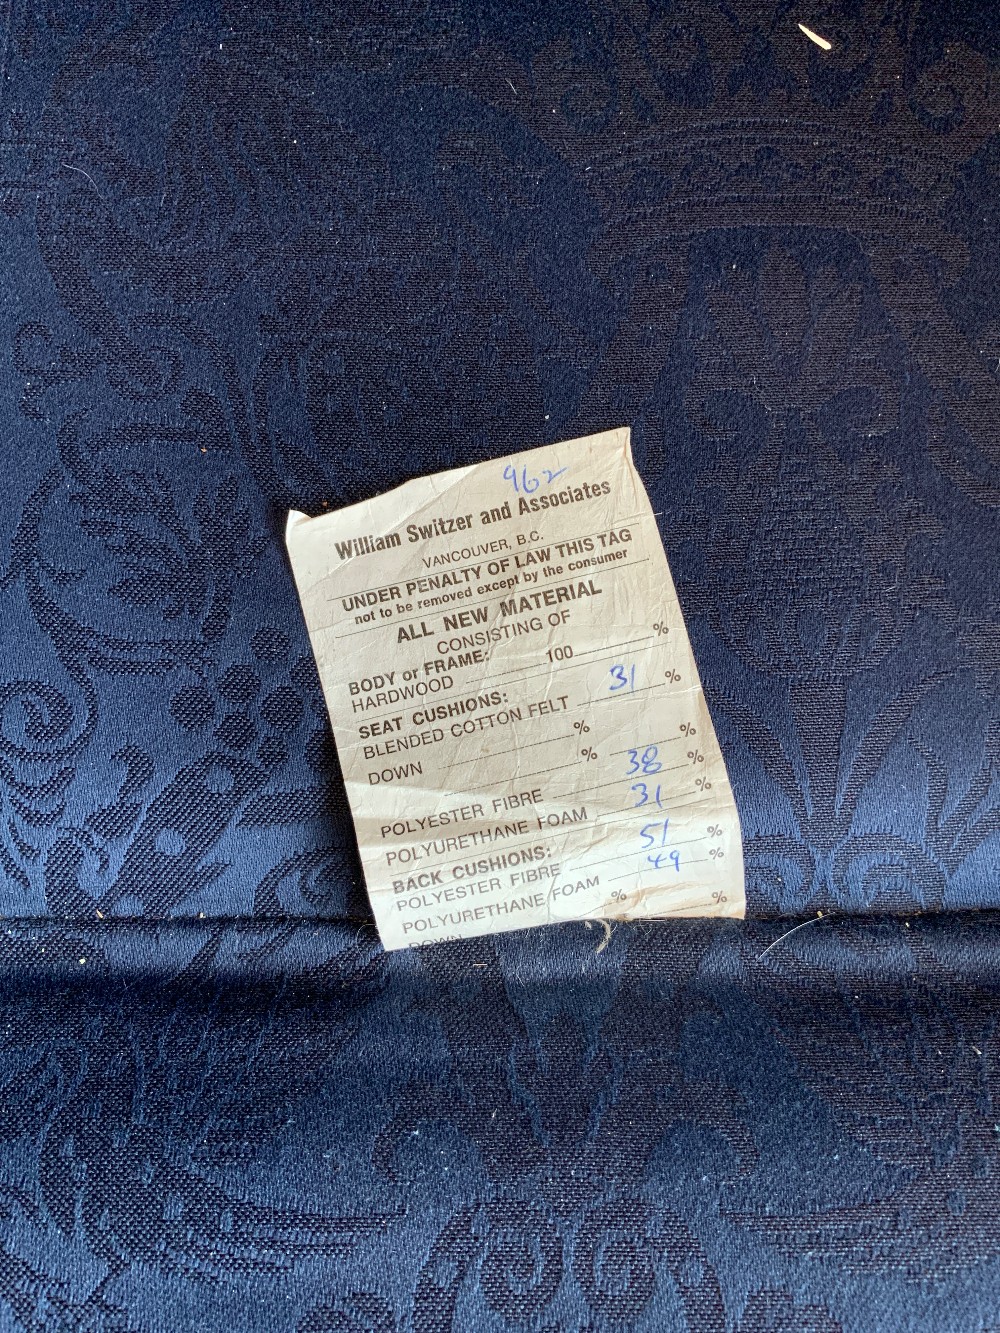 962
William Switzer and Associates
VANCOUVER, B.C.
UNDER PENALTY OF LAW THIS TAG
not to be removed except by the consumer
ALL NEW MATERIAL
CONSISTING OF
BODY or FRAME:
HARDWOOD 100 %
SEAT CUSHIONS:
BLENDED COTTON FELT 31 %
DOWN % %
%
POLYESTER FIBRE 38 %
POLYURETHANE FOAM 31 %
BACK CUSHIONS:
POLYESTER FIBRE 51 %
POLYURETHANE FOAM 49 %
DOWN % %